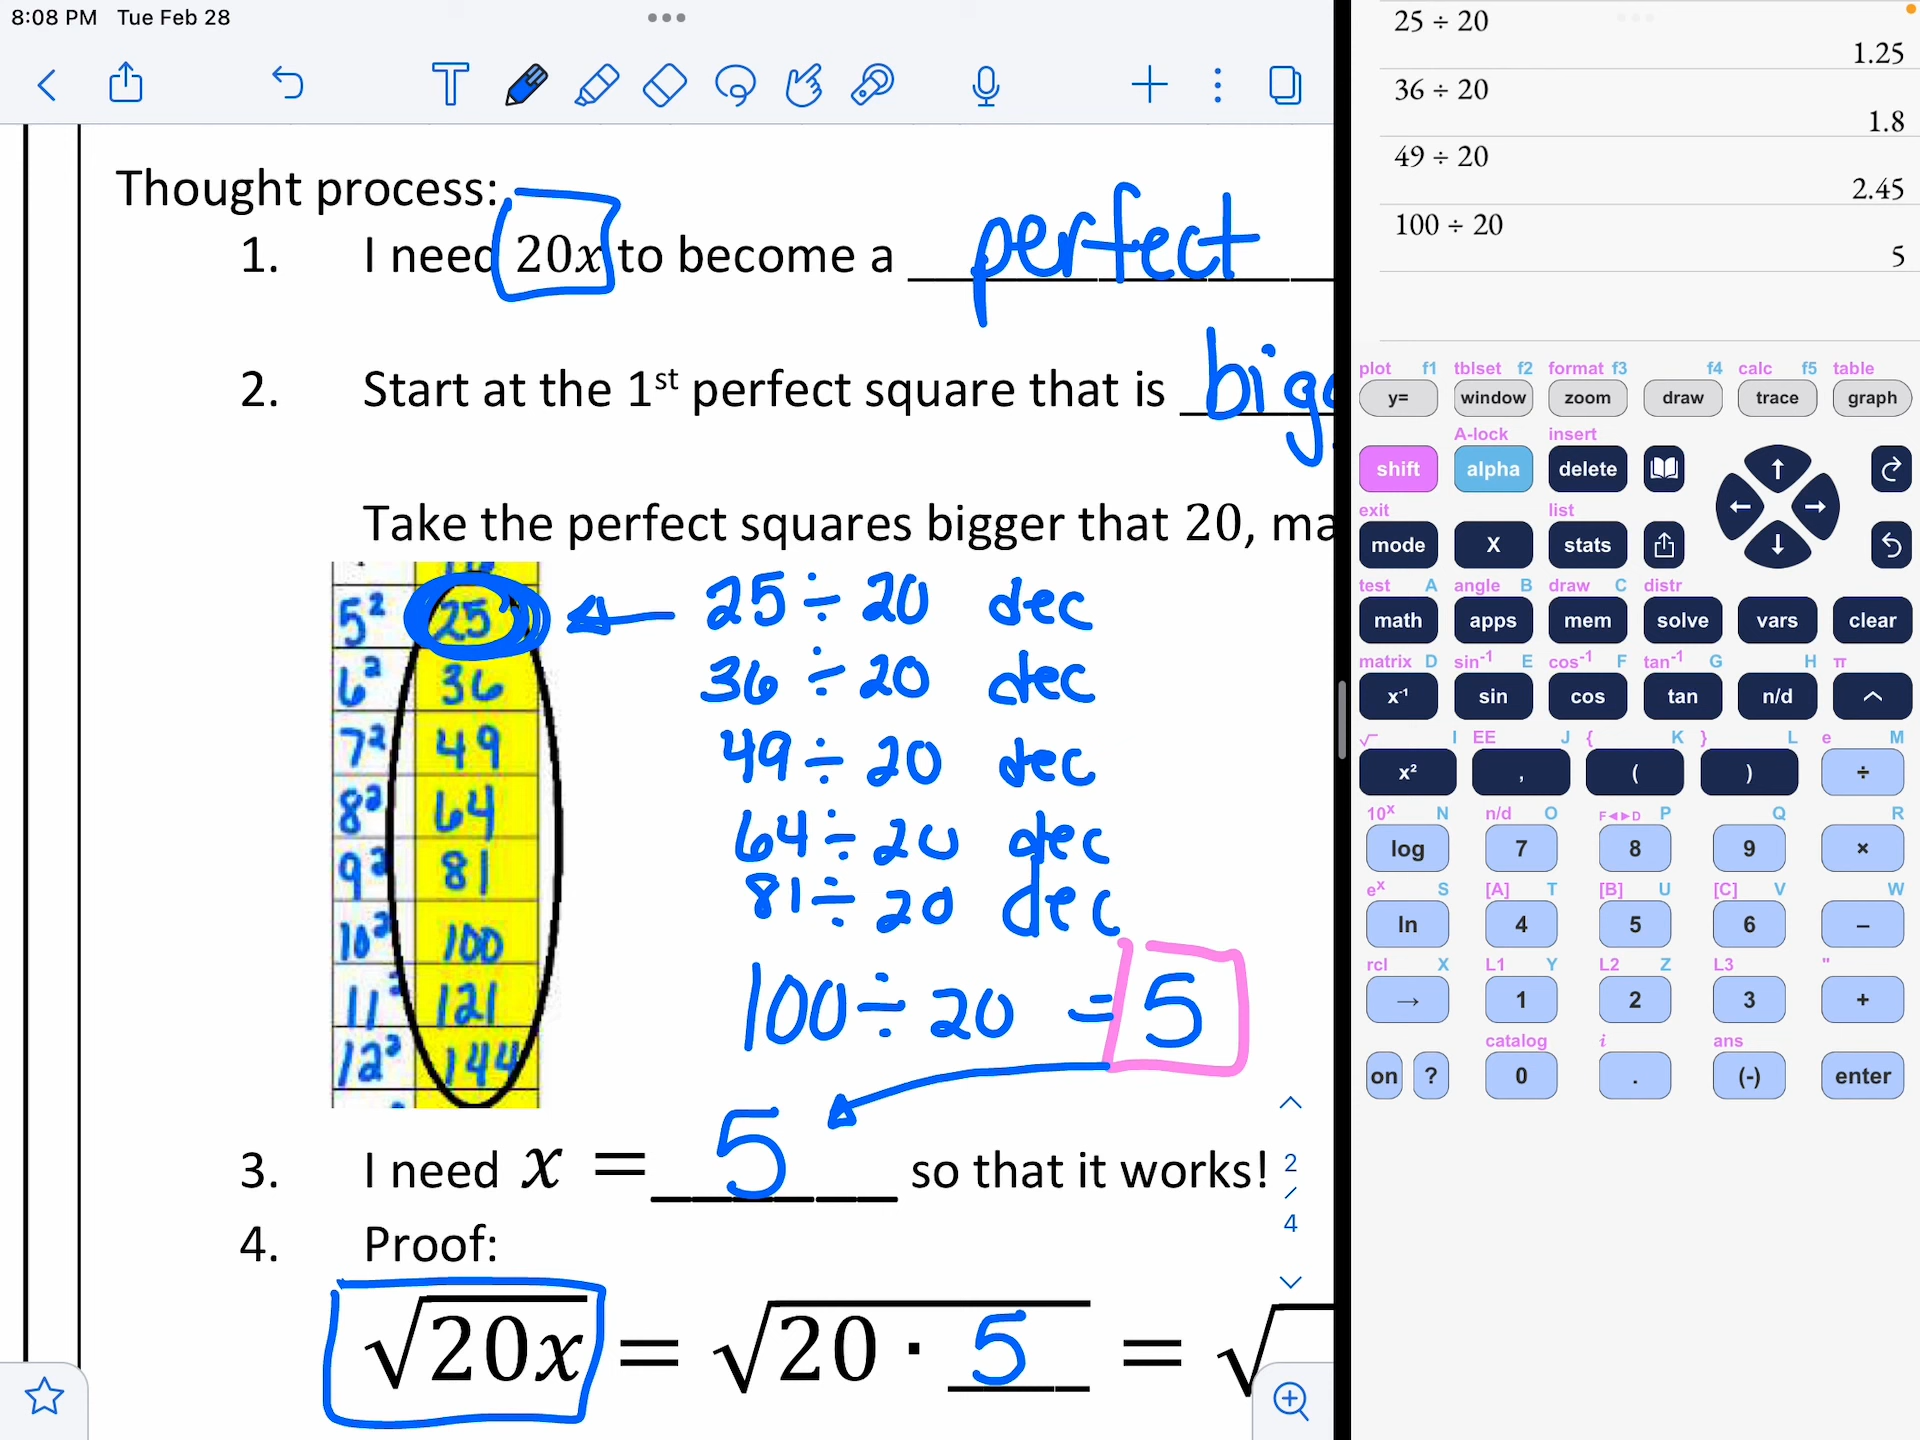 8:08 PM Tue Feb 28
T
Thought process:
1. I need 20x to become a perfect
2. Start at the 1st perfect square that is
Take the perfect squares bigger that 20,
5² 25 25 ÷ 20 dec
6² 36 36 ÷ 20 dec
7² 49 49 ÷ 20 dec
8² 64 64 ÷ 20 dec
9² 81 81 ÷ 20 dec
10² 100 100 ÷ 20 = 5
11² 121
12² 144
3. I need x = 5 so that it works!
4. Proof:
√20x = √20 · 5 = √
2
/
4
25 ÷ 20
1.25
36 ÷ 20
1.8
49 ÷ 20
2.45
100 ÷ 20
5
plot f1 tblset f2 format f3 f4 calc f5 table
y= window zoom draw trace graph
A-lock insert
shift alpha delete ↑
← →
exit list
mode X stats ↓
test A angle B draw C distr
math apps mem solve vars clear
matrix D sin⁻¹ E cos⁻¹ F tan⁻¹ G H π
x⁻¹ sin cos tan n/d ^
√ I EE J { K } L e M
x² , ( ) ÷
10ˣ N n/d O F◄►D P Q R
log 7 8 9 ×
eˣ S [A] T [B] U [C] V W
ln 4 5 6 −
rcl X L1 Y L2 Z L3 "
→ 1 2 3 +
catalog i ans
on ? 0 . (-) enter